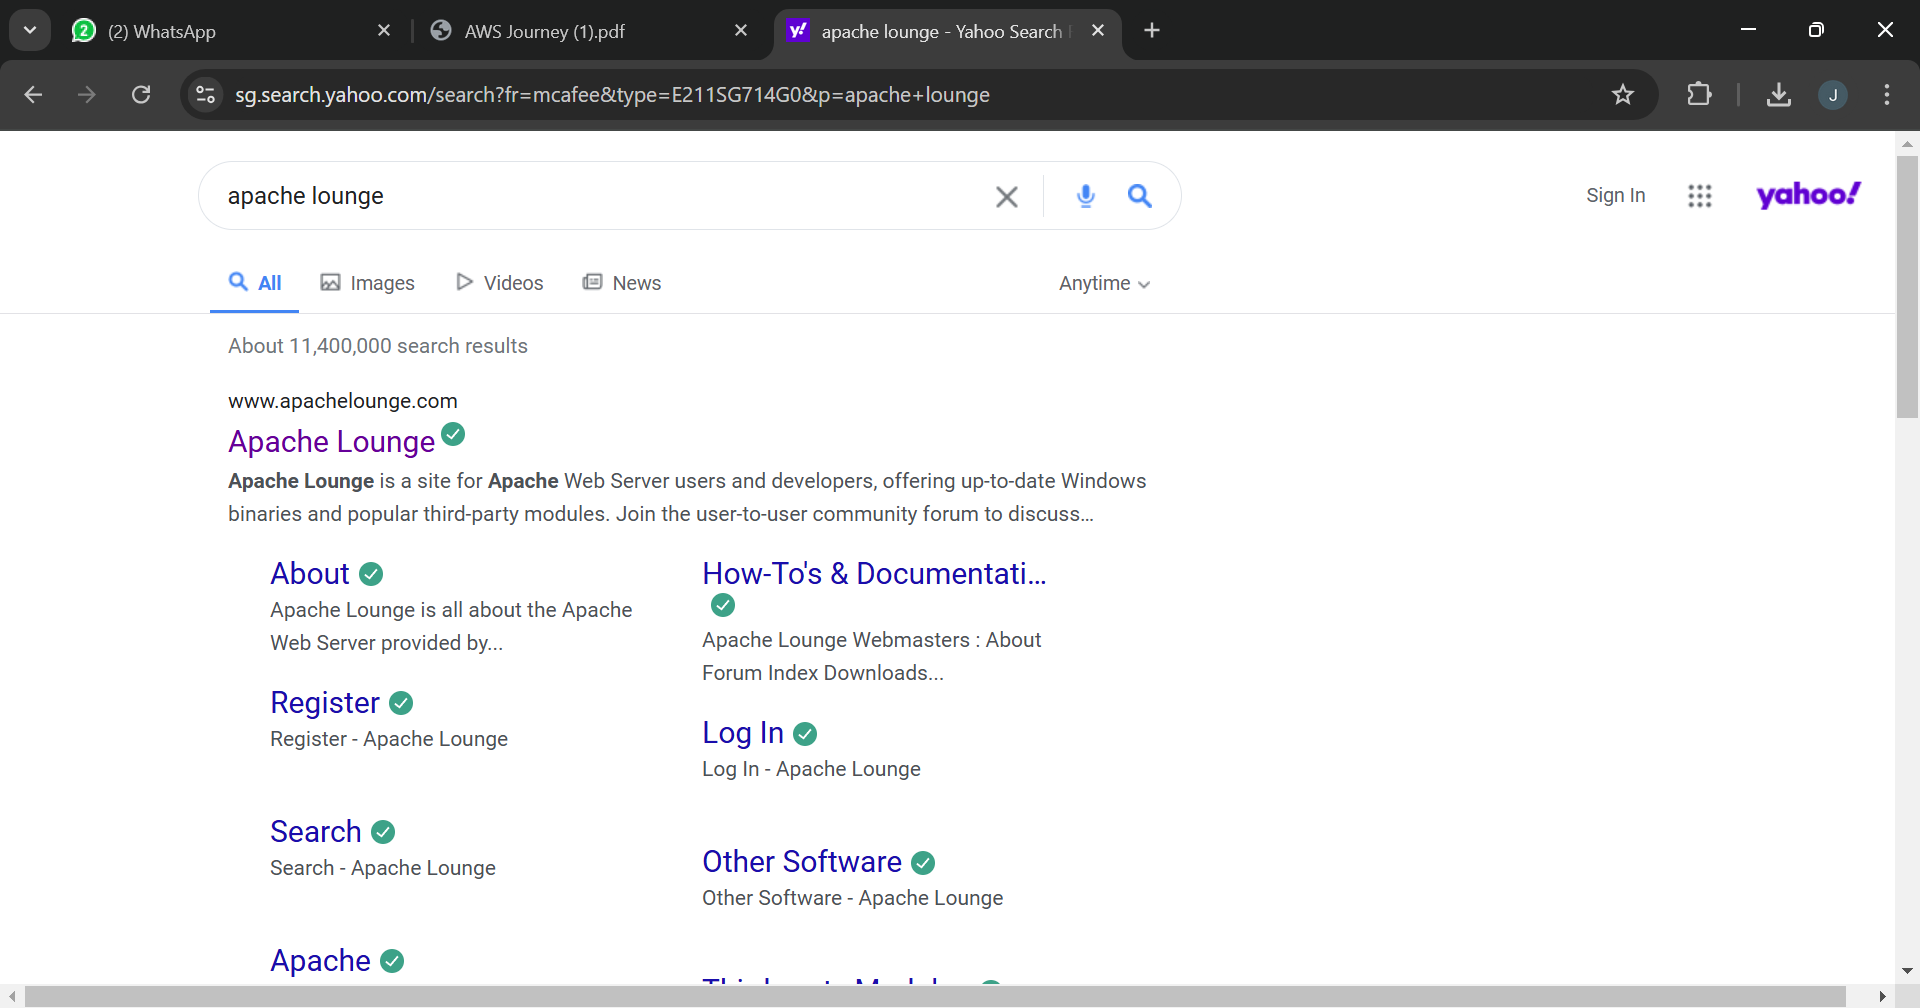 2 (2) WhatsApp
AWS Journey (1).pdf
y! apache lounge - Yahoo Search
sg.search.yahoo.com/search?fr=mcafee&type=E211SG714G0&p=apache+lounge
J
apache lounge
Sign In
yahoo!
All
Images
Videos
News
Anytime
About 11,400,000 search results
www.apachelounge.com
Apache Lounge
Apache Lounge is a site for Apache Web Server users and developers, offering up-to-date Windows
binaries and popular third-party modules. Join the user-to-user community forum to discuss...
About
Apache Lounge is all about the Apache
Web Server provided by...
How-To's & Documentati...
Apache Lounge Webmasters : About
Forum Index Downloads...
Register
Register - Apache Lounge
Log In
Log In - Apache Lounge
Search
Search - Apache Lounge
Other Software
Other Software - Apache Lounge
Apache